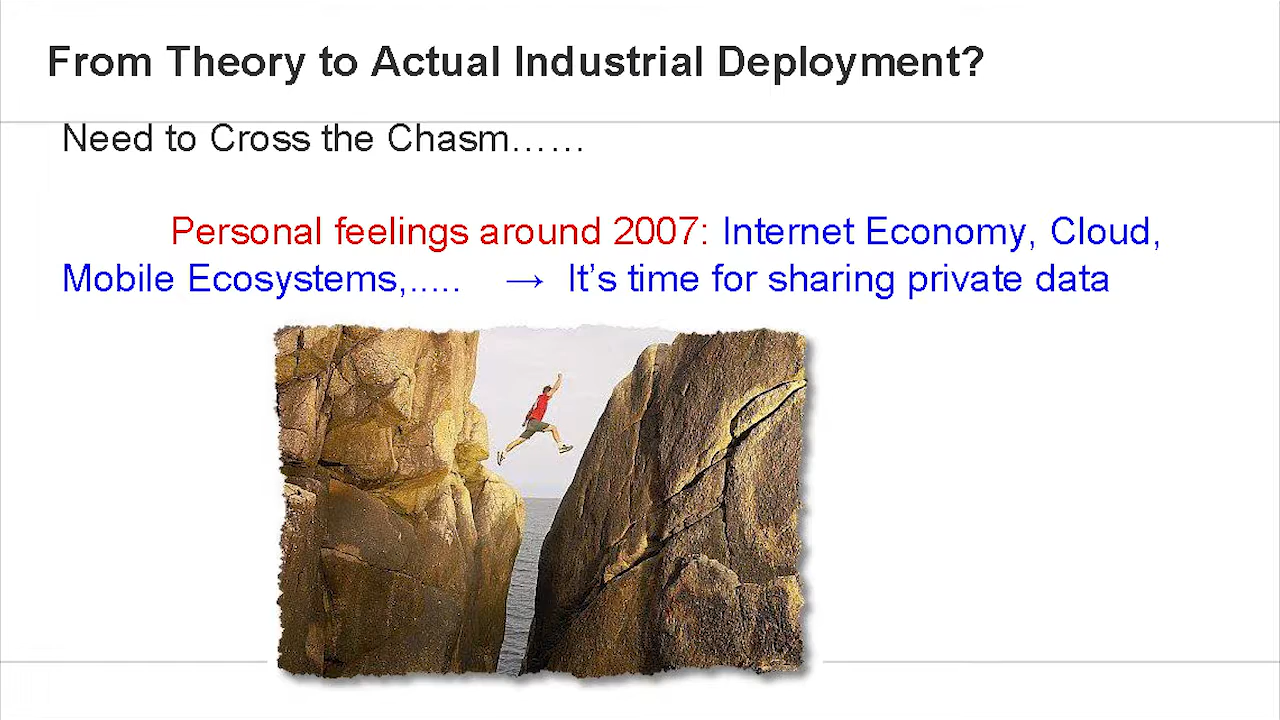 From Theory to Actual Industrial Deployment?
Need to Cross the Chasm……
Personal feelings around 2007: Internet Economy, Cloud,
Mobile Ecosystems,..... → It’s time for sharing private data